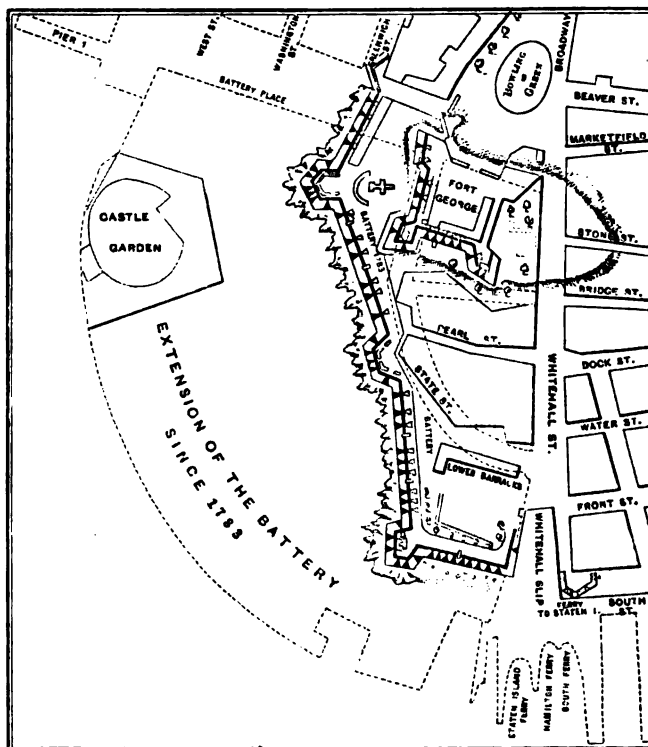 PIER 1
WEST ST.
WASHINGTON
ST.
GREENWICH
ST.
BATTERY PLACE
BROADWAY
BOWLING
GREEN
BEAVER ST.
MARKETFIELD
ST.
FORT
GEORGE
CASTLE
GARDEN
BATTERY 1783
STONE ST.
BRIDGE ST.
PEARL ST.
DOCK ST.
STATE ST.
WHITEHALL ST.
WATER ST.
BATTERY
LOWER BARRACKS
FRONT ST.
EXTENSION OF THE BATTERY
SINCE 1783
WHITEHALL SLIP
FERRY
TO STATEN I.
SOUTH
ST.
STATEN ISLAND
FERRY
HAMILTON FERRY
SOUTH FERRY